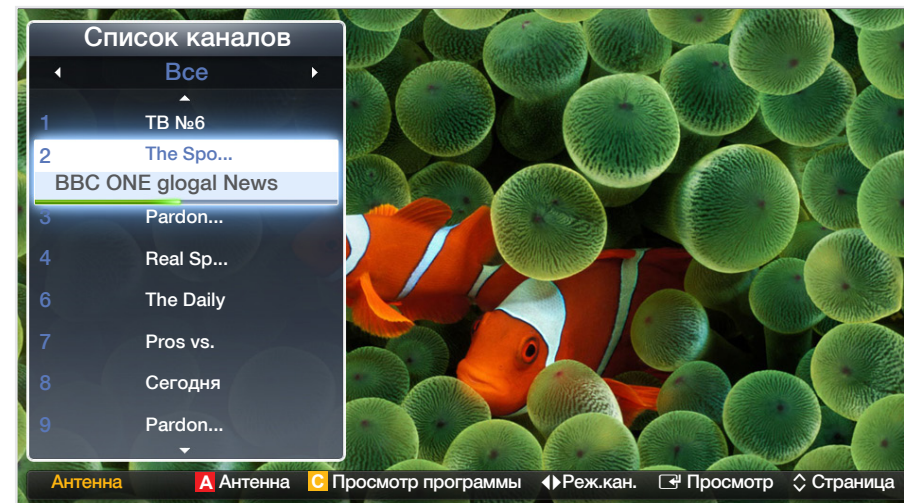 Список каналов
Все
1 ТВ №6
2 The Spo...
BBC ONE glogal News
3 Pardon...
4 Real Sp...
6 The Daily
7 Pros vs.
8 Сегодня
9 Pardon...
Антенна A Антенна C Просмотр программы Реж.кан. Просмотр Страница